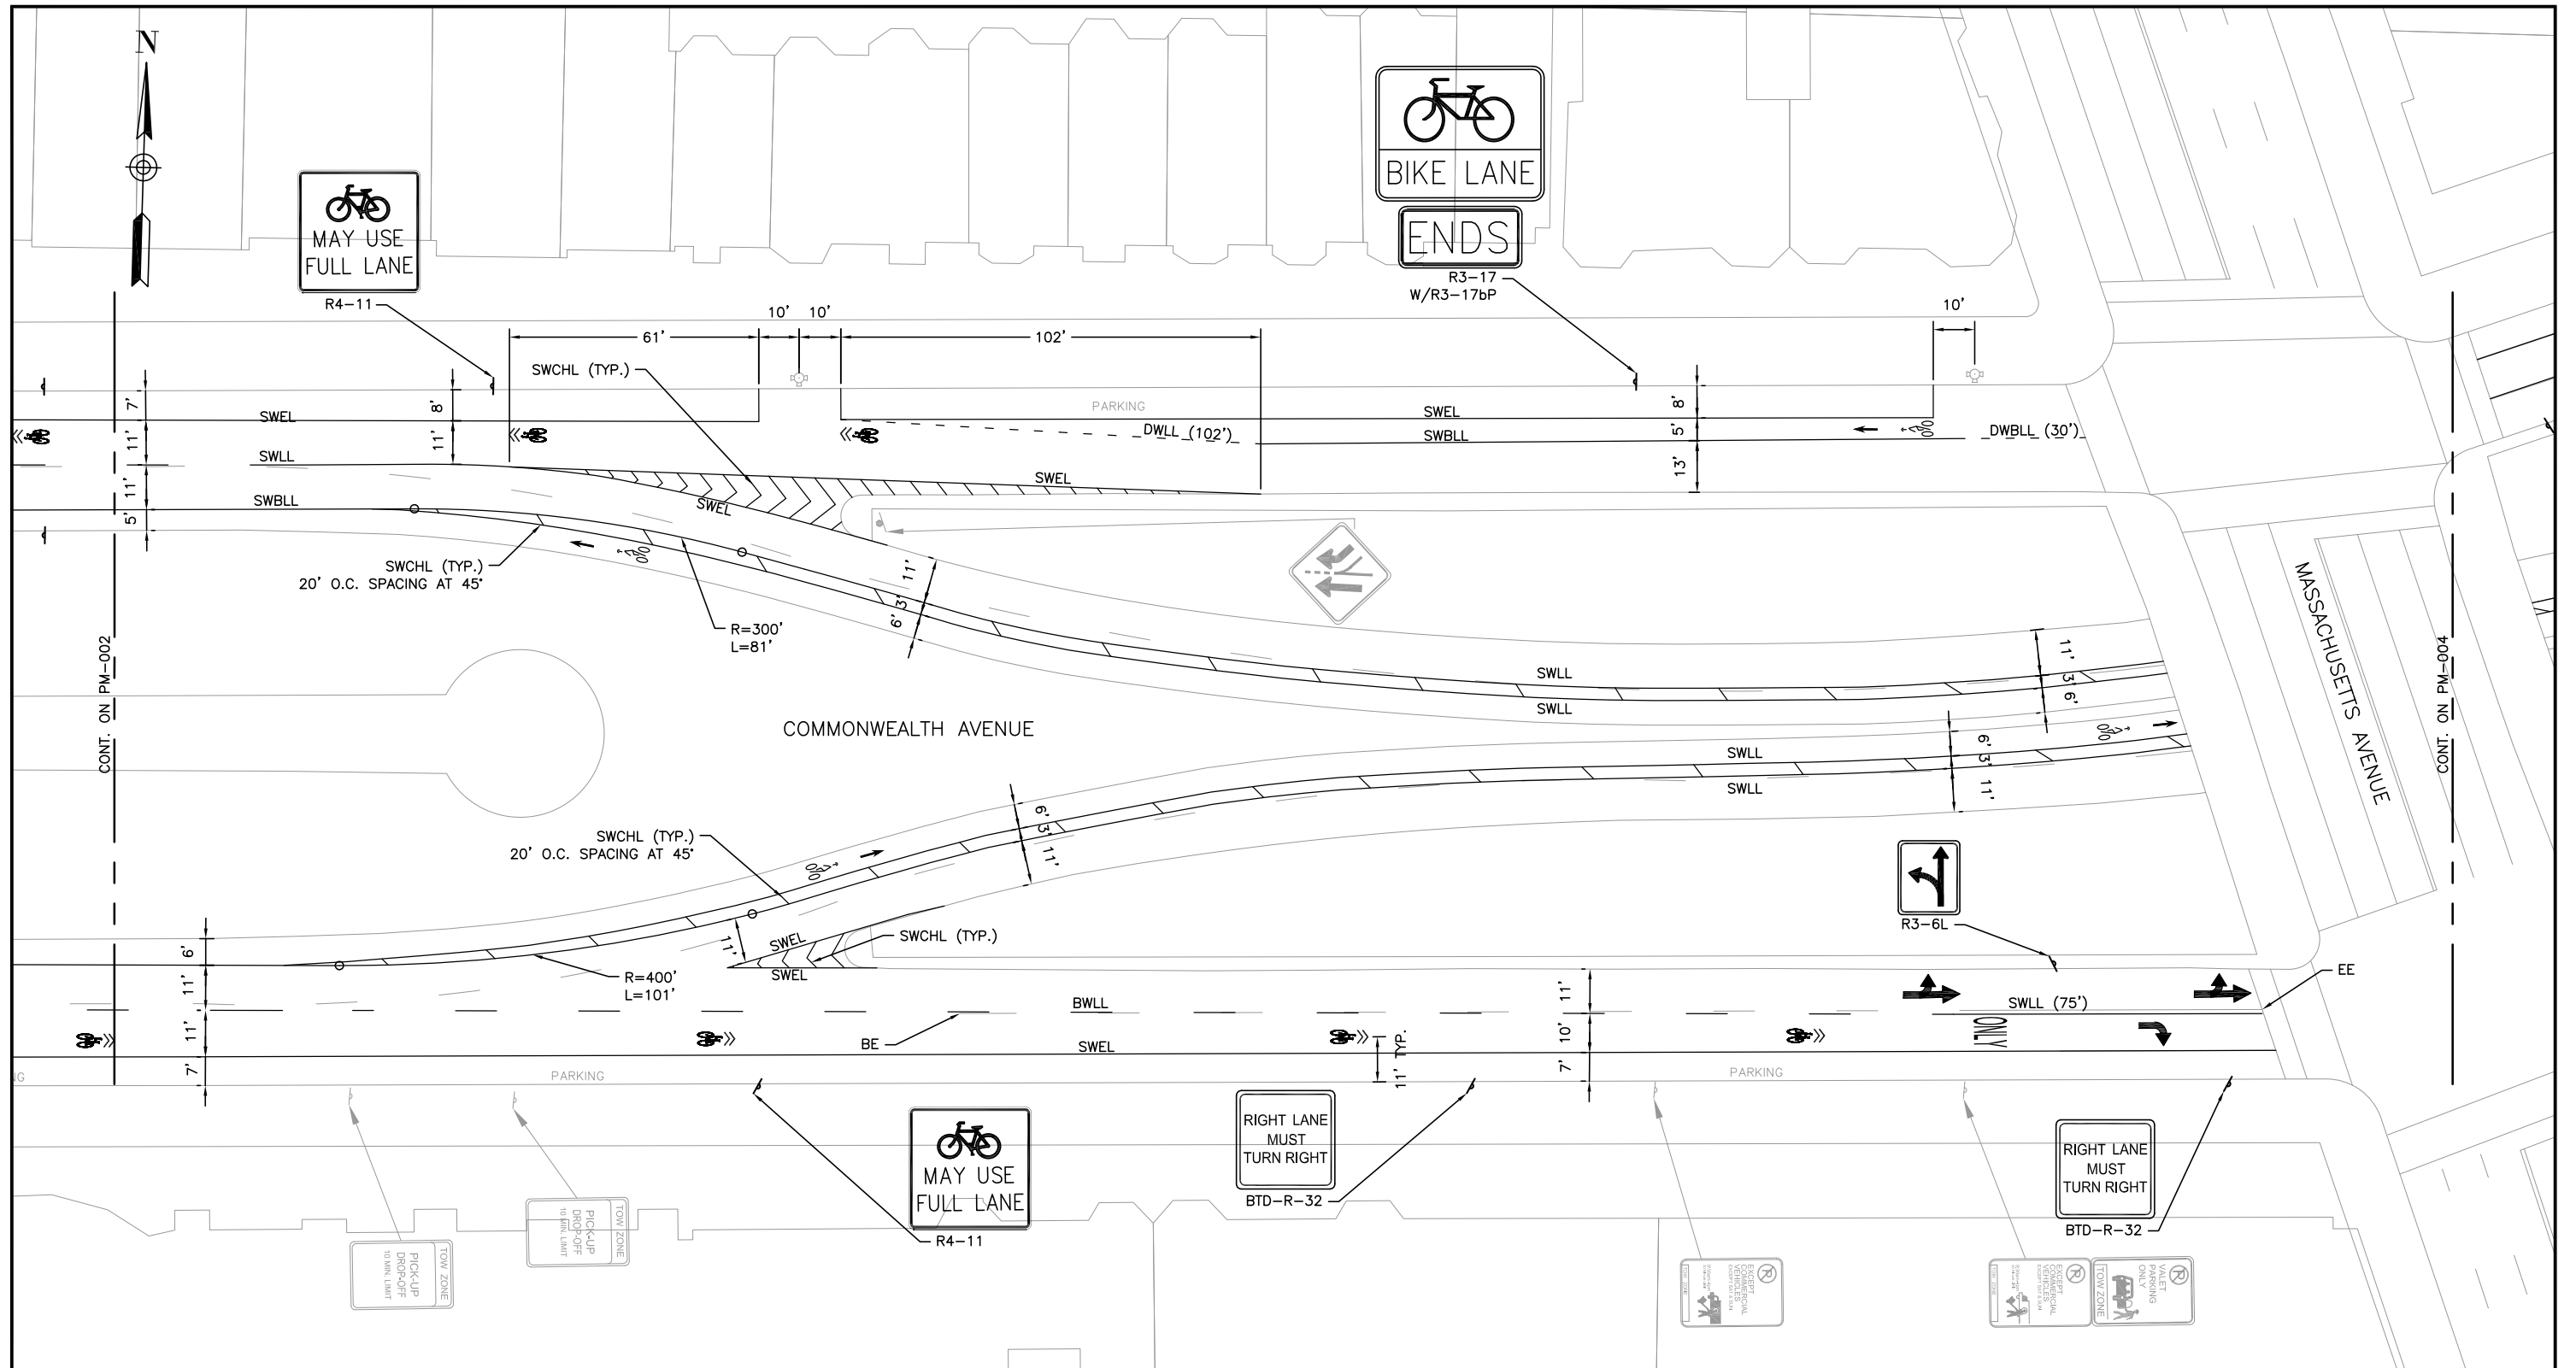 N
MAY USE
FULL LANE
R4-11
BIKE LANE
ENDS
R3-17
W/R3-17bP
10'
10'
10'
61'
102'
SWCHL (TYP.)
7'
8'
8'
SWEL
PARKING
SWEL
11'
11'
DWLL (102')
SWBLL
5'
DWBLL (30')
SWLL
13'
11'
SWEL
SWEL
SWBLL
5'
SWCHL (TYP.)
20' O.C. SPACING AT 45°
11'
3'
6'
R=300'
L=81'
CONT. ON PM-002
MASSACHUSETTS AVENUE
CONT. ON PM-004
SWLL
11'
3'
6'
SWLL
COMMONWEALTH AVENUE
SWLL
6'
3'
11'
SWLL
6'
3'
11'
SWCHL (TYP.)
20' O.C. SPACING AT 45°
R3-6L
6'
11'
SWEL
SWCHL (TYP.)
SWEL
R=400'
L=101'
EE
11'
BWLL
11'
SWLL (75')
11'
BE
SWEL
10'
ONLY
7'
11' TYP.
7'
NG
PARKING
PARKING
RIGHT LANE
MUST
TURN RIGHT
BTD-R-32
RIGHT LANE
MUST
TURN RIGHT
BTD-R-32
MAY USE
FULL LANE
R4-11
TOW ZONE
PICK-UP
DROP-OFF
10 MIN. LIMIT
TOW ZONE
PICK-UP
DROP-OFF
10 MIN. LIMIT
EXCEPT
COMMERCIAL
VEHICLES
EXCEPT
COMMERCIAL
VEHICLES
VALET
PARKING
ONLY
TOW ZONE